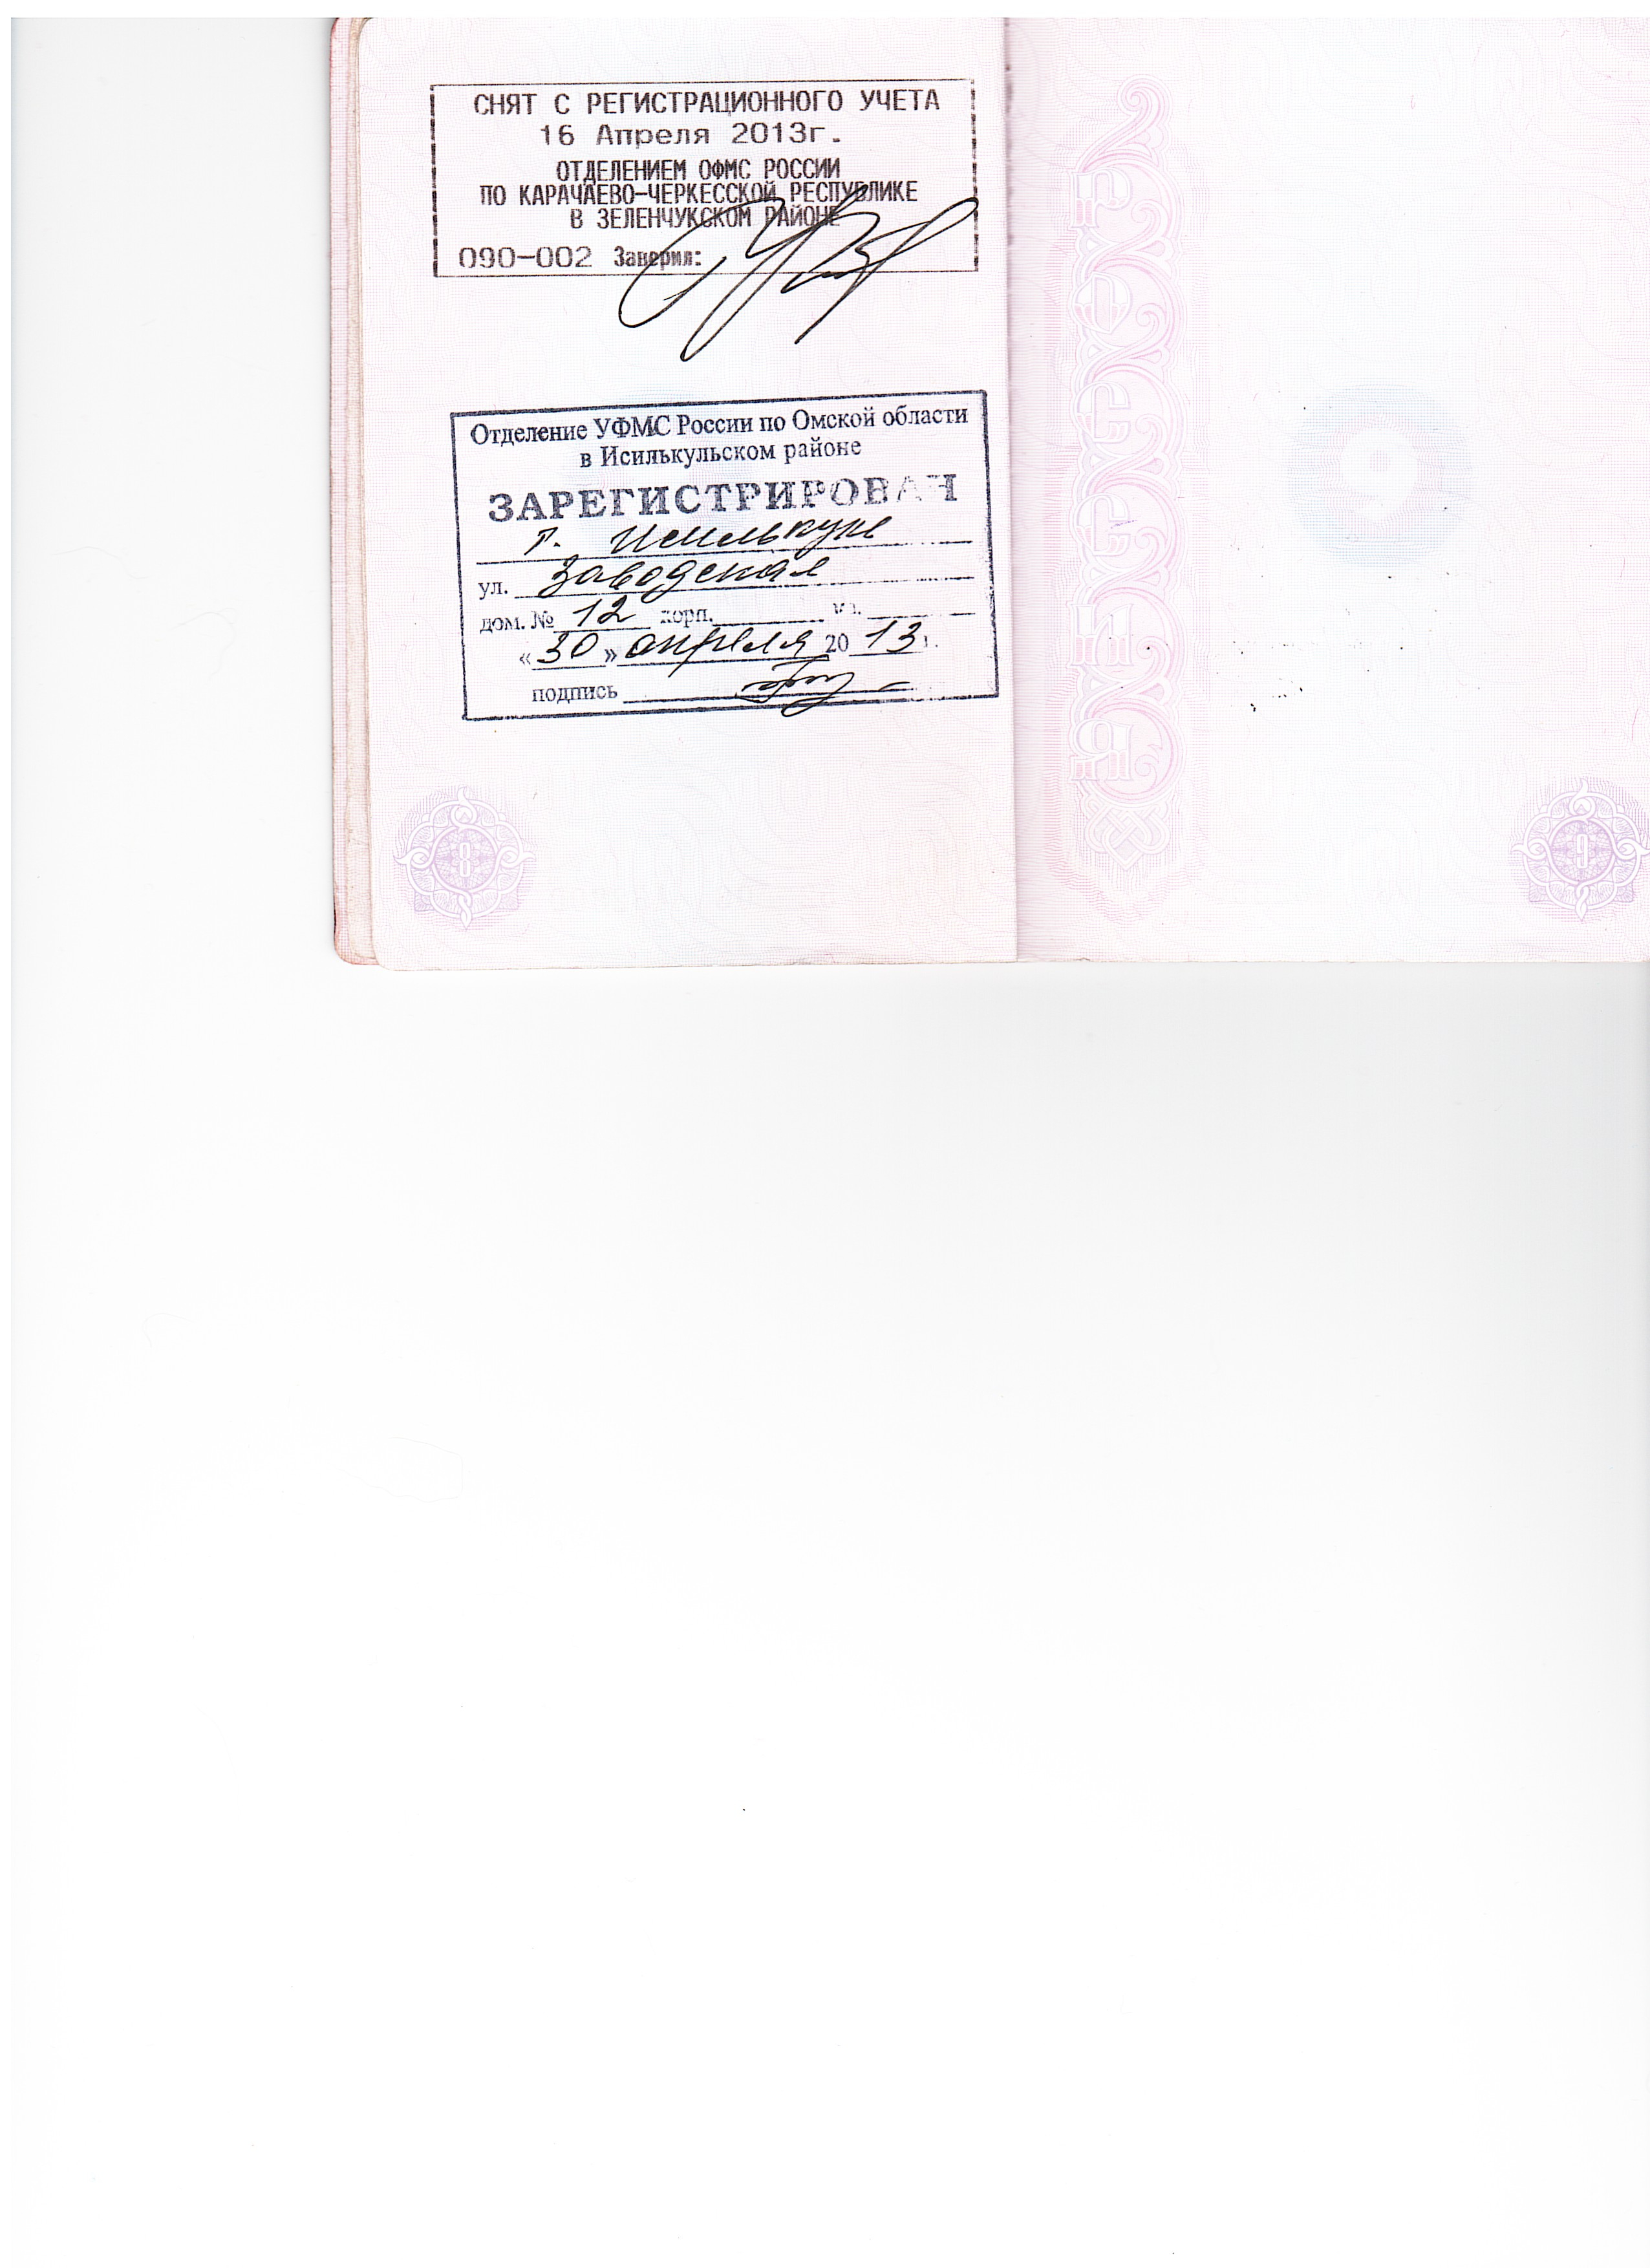 СНЯТ С РЕГИСТРАЦИОННОГО УЧЕТА
16 Апреля 2013г.
ОТДЕЛЕНИЕМ ОФМС РОССИИ
ПО КАРАЧАЕВО-ЧЕРКЕССКОЙ РЕСПУБЛИКЕ
В ЗЕЛЕНЧУКСКОМ РАЙОНЕ
090-002 Заверил:
Отделение УФМС России по Омской области
в Исилькульском районе
ЗАРЕГИСТРИРОВАН
г. Исилькуль
ул. Заводская
дом. № 12 корп.
«30» апреля 2013г.
подпись
РОССИЯ
8
9